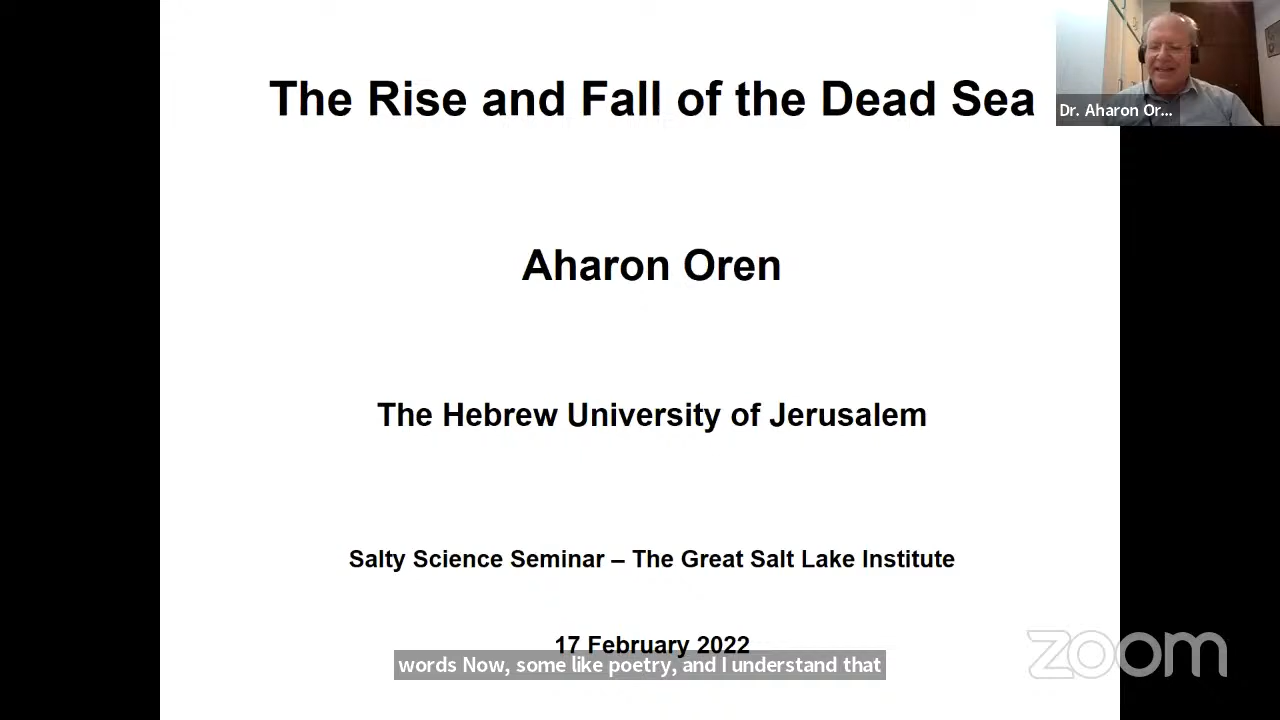 The Rise and Fall of the Dead Sea
Dr. Aharon Or...
Aharon Oren
The Hebrew University of Jerusalem
Salty Science Seminar – The Great Salt Lake Institute
17 February 2022
words Now, some like poetry, and I understand that
zoom